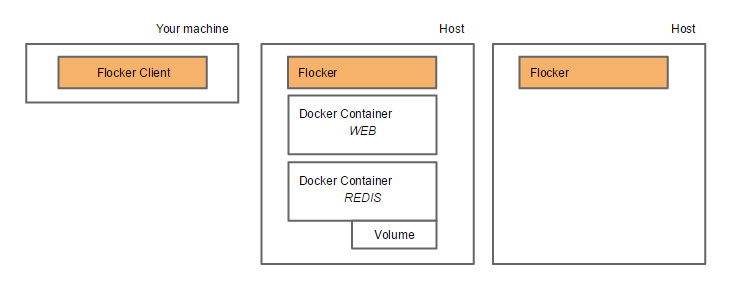 Your machine
Flocker Client
Host
Flocker
Docker Container
WEB
Docker Container
REDIS
Volume
Host
Flocker